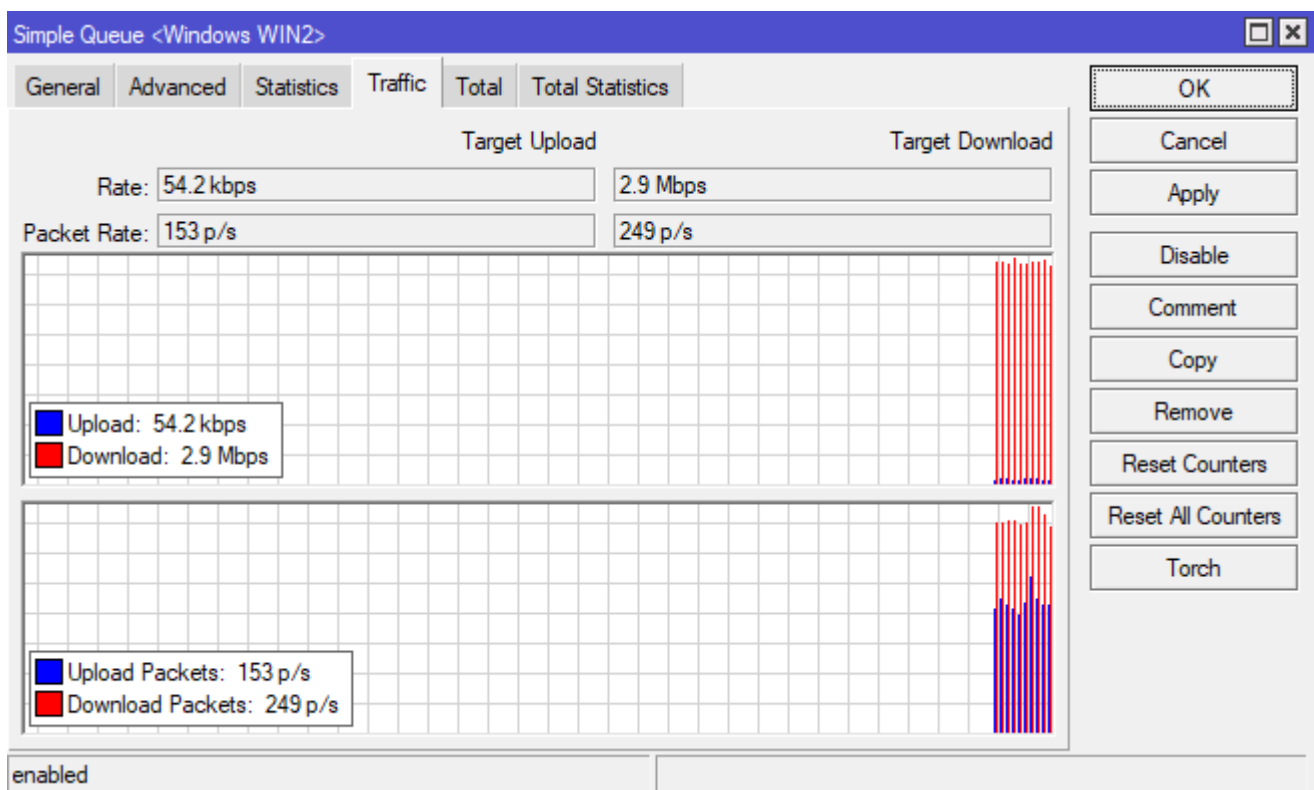 Simple Queue <Windows WIN2>
General Advanced Statistics Traffic Total Total Statistics
Target Upload Target Download
Rate: 54.2 kbps 2.9 Mbps
Packet Rate: 153 p/s 249 p/s
Upload: 54.2 kbps
Download: 2.9 Mbps
Upload Packets: 153 p/s
Download Packets: 249 p/s
OK
Cancel
Apply
Disable
Comment
Copy
Remove
Reset Counters
Reset All Counters
Torch
enabled